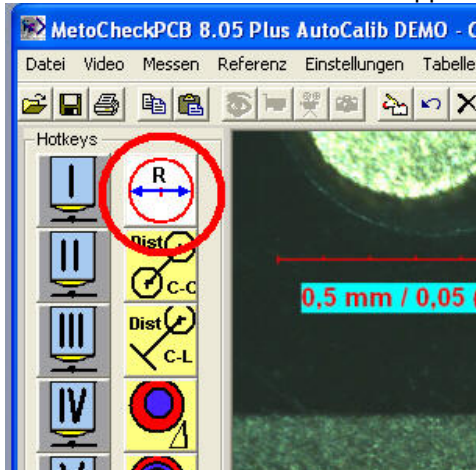 MetoCheckPCB 8.05 Plus AutoCalib DEMO -
Datei Video Messen Referenz Einstellungen Tabelle
Hotkeys
I
R
II
Dist
C-C
III
Dist
C-L
IV
0,5 mm / 0,05